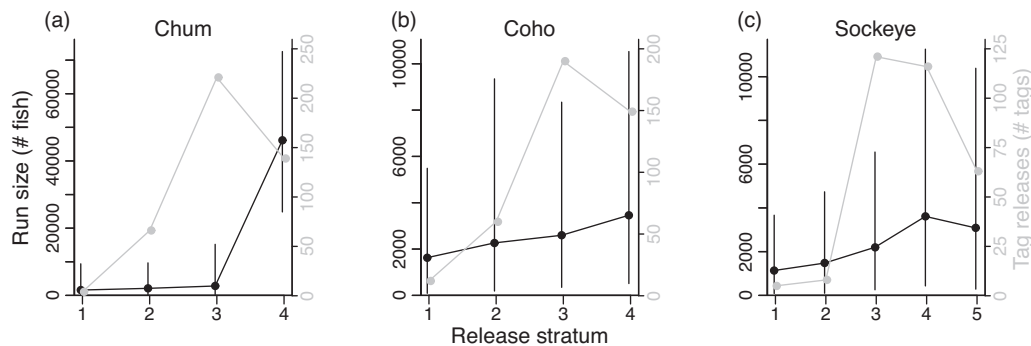 (a) Chum
(b) Coho
(c) Sockeye
Run size (# fish)
0 20000 40000 60000
0 50 100 150 200 250
1 2 3 4
0 2000 6000 10000
0 50 100 150 200
1 2 3 4
0 2000 6000 10000
0 25 50 75 100 125
1 2 3 4 5
Tag releases (# tags)
Release stratum